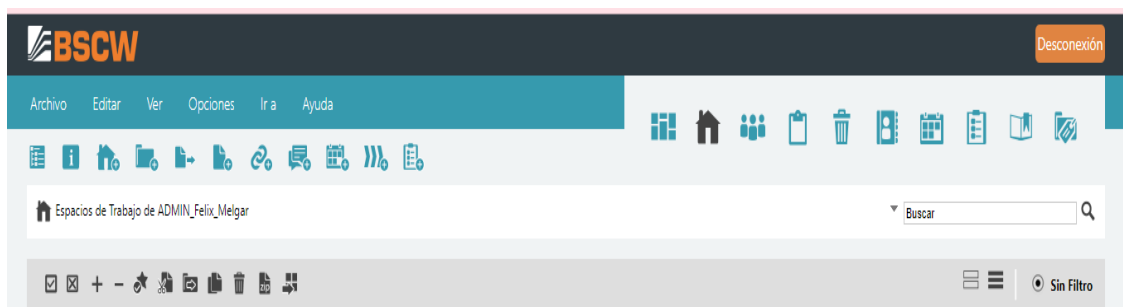 BSCW
Desconexión
Archivo Editar Ver Opciones Ir a Ayuda
Espacios de Trabajo de ADMIN_Felix_Melgar
Buscar
zip
Sin Filtro